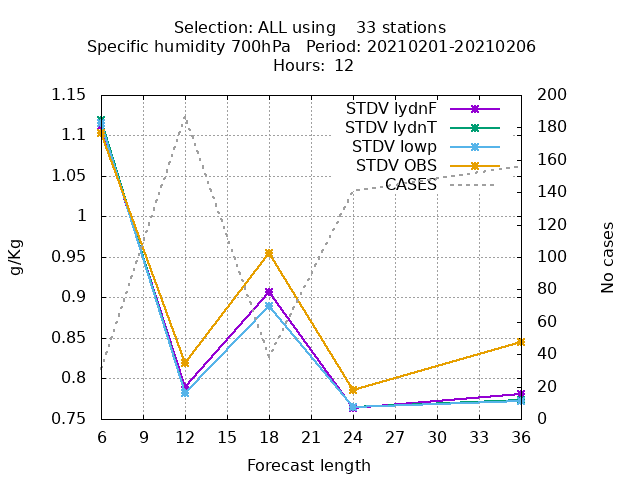 Selection: ALL using    33 stations
Specific humidity 700hPa   Period: 20210201-20210206
Hours: 12
1.15
1.1
1.05
1
0.95
0.9
0.85
0.8
0.75
g/Kg
200
180
160
140
120
100
80
60
40
20
0
No cases
STDV lydnF
STDV lydnT
STDV lowp
STDV OBS
CASES
6 9 12 15 18 21 24 27 30 33 36
Forecast length